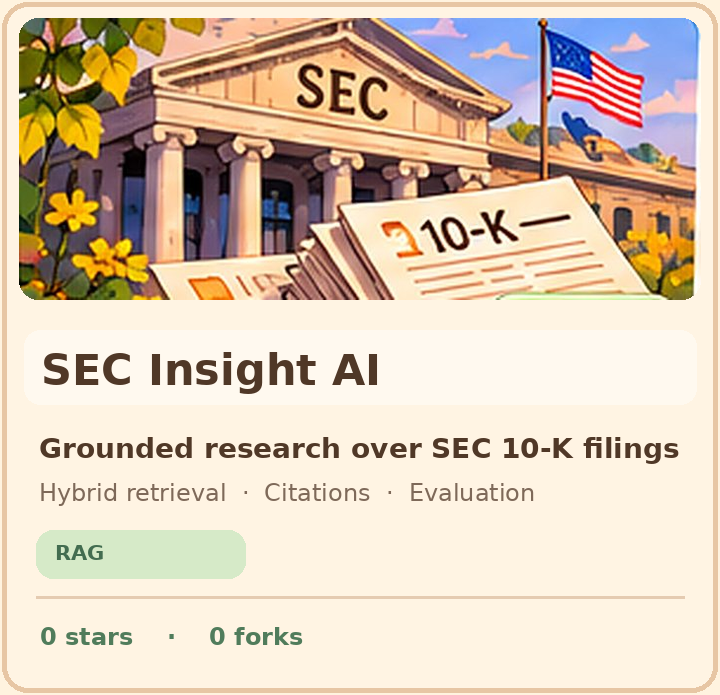 SEC
10-K
SEC Insight AI
Grounded research over SEC 10-K filings
Hybrid retrieval · Citations · Evaluation
RAG
0 stars · 0 forks